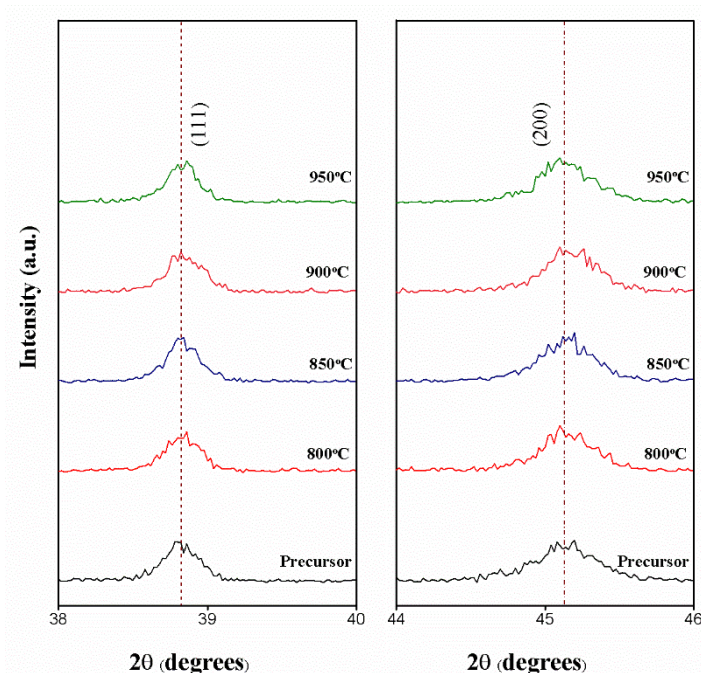 Intensity (a.u.)
(111)
950°C
900°C
850°C
800°C
Precursor
38
39
40
2θ (degrees)
(200)
950°C
900°C
850°C
800°C
Precursor
44
45
46
2θ (degrees)